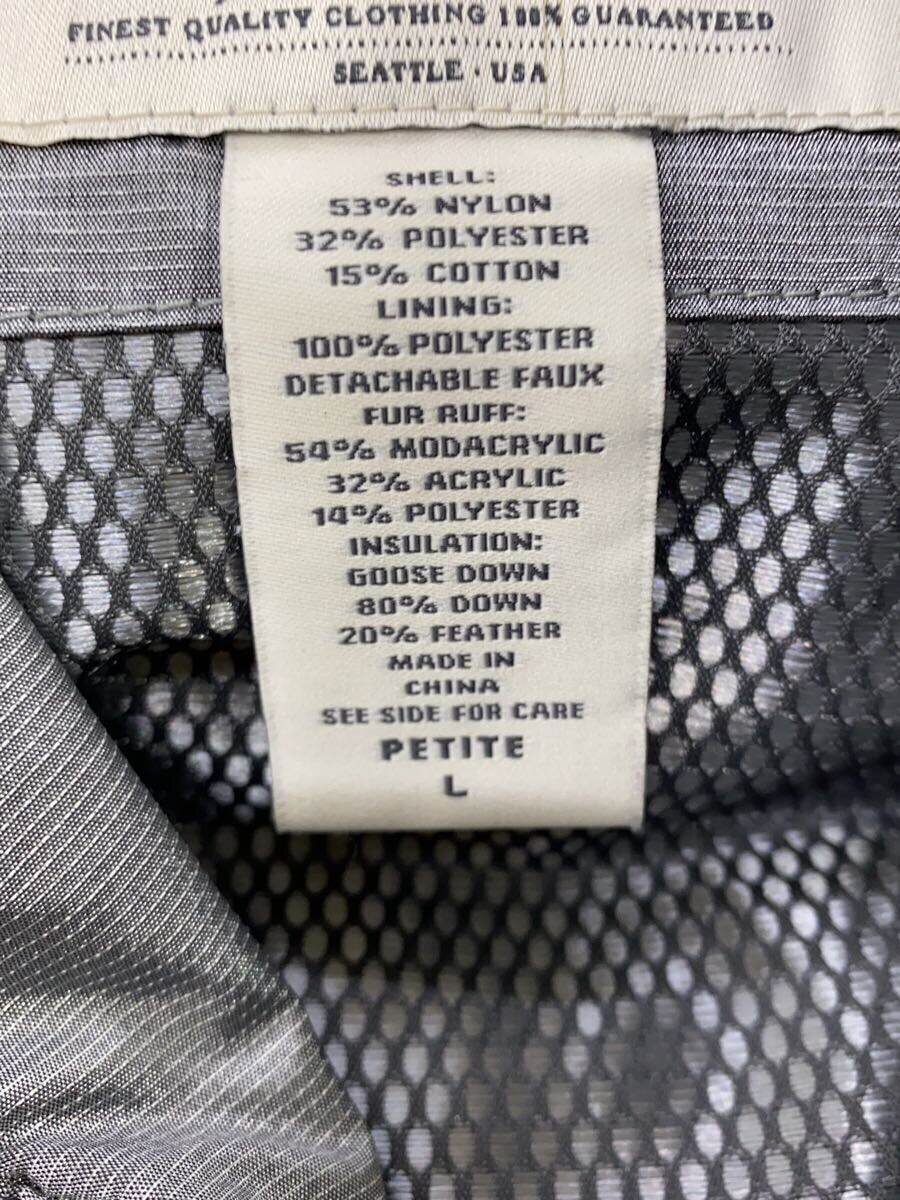 FINEST QUALITY CLOTHING 100% GUARANTEED
SEATTLE · USA
SHELL:
53% NYLON
32% POLYESTER
15% COTTON
LINING:
100% POLYESTER
DETACHABLE FAUX
FUR RUFF:
54% MODACRYLIC
32% ACRYLIC
14% POLYESTER
INSULATION:
GOOSE DOWN
80% DOWN
20% FEATHER
MADE IN
CHINA
SEE SIDE FOR CARE
PETITE
L